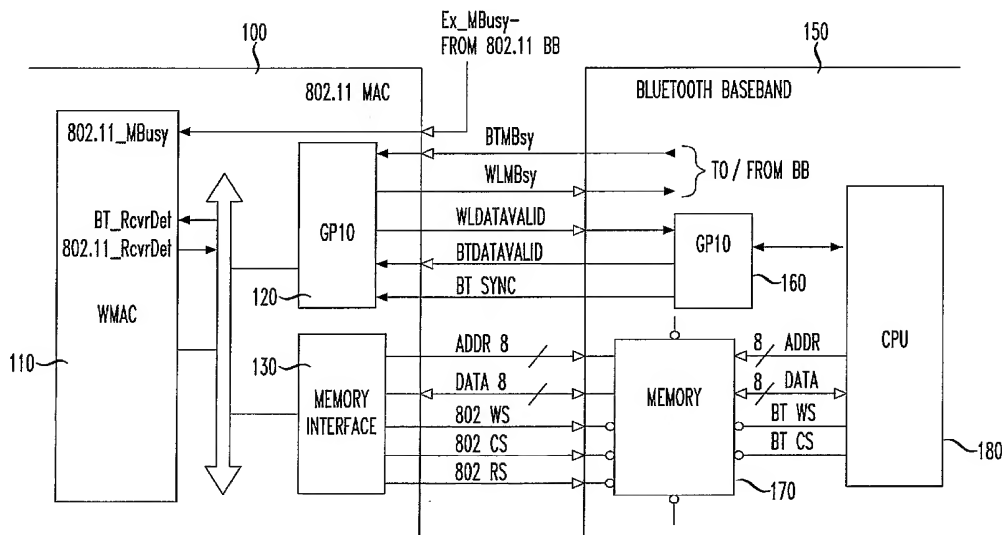 100
Ex_MBusy-
FROM 802.11 BB
150
802.11 MAC
BLUETOOTH BASEBAND
802.11_MBusy
BTMBsy
WLMBsy
TO / FROM BB
BT_RcvrDet
802.11_RcvrDet
WMAC
110
GP10
120
WLDATAVALID
BTDATAVALID
BT SYNC
GP10
160
CPU
180
130
MEMORY
INTERFACE
ADDR 8
DATA 8
802 WS
802 CS
802 RS
MEMORY
170
8 ADDR
8 DATA
BT WS
BT CS